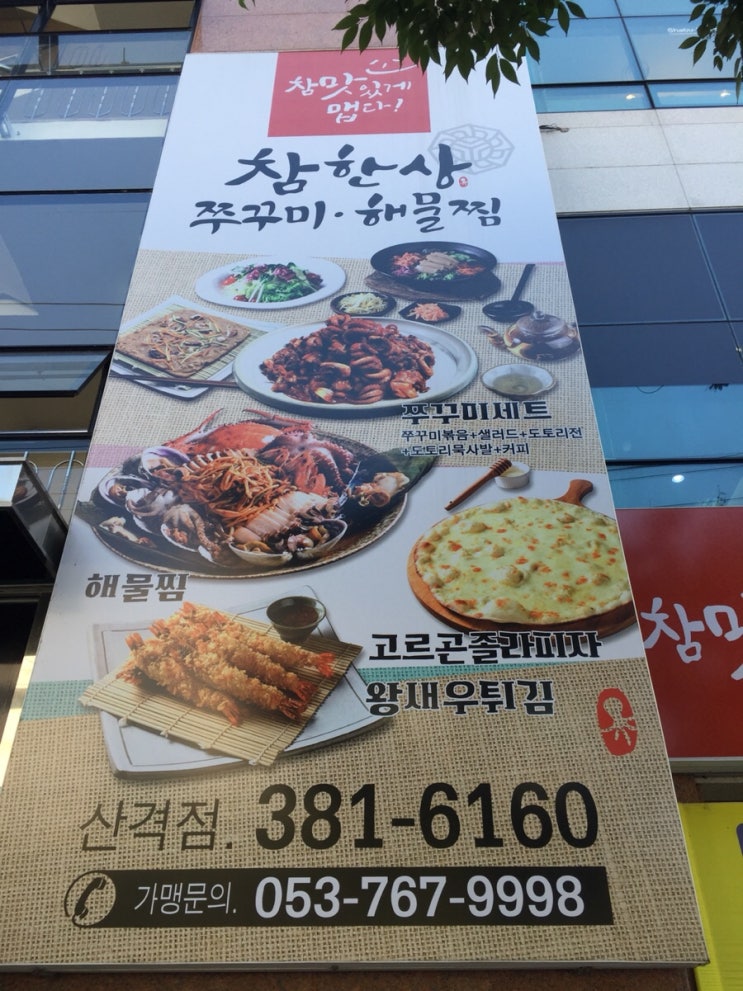 참맛있게
맵다!
참한상
쭈꾸미·해물찜
쭈꾸미세트
쭈꾸미볶음+샐러드+도토리전
+도토리묵사발+커피
해물찜
고르곤졸라피자
왕새우튀김
참맛
산격점. 381-6160
가맹문의. 053-767-9998